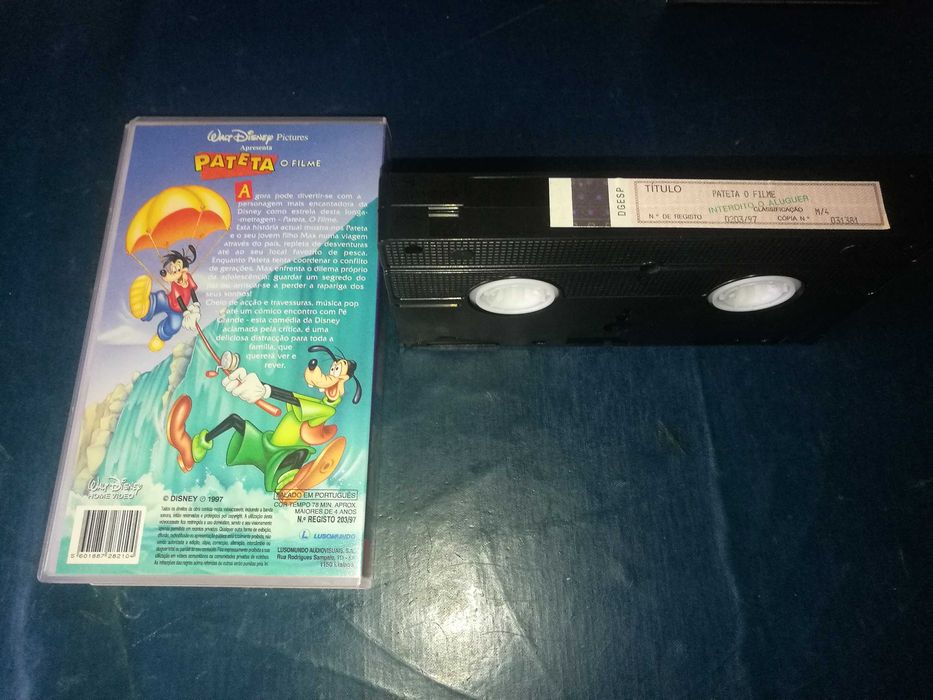 WALT DISNEY Pictures
Apresenta
PATETA O FILME
Agora pode divertir-se com a
personagem mais encantadora da
Disney como estrela desta longa-
-metragem - Pateta, O Filme.
Esta história actual mostra-nos Pateta
e o seu jovem filho Max numa viagem
através do país, repleta de desventuras
até ao seu local favorito de pesca.
Enquanto Pateta tenta coordenar o conflito
de gerações, Max enfrenta o dilema próprio
da adolescência: guardar um segredo do
pai ou arriscar-se a perder a rapariga dos
seus sonhos!
Cheio de acção e travessuras, música pop
e até um cómico encontro com Pé
Grande - esta comédia da Disney
aclamada pela crítica, é uma
deliciosa distracção para toda a
família, que
quererá ver e
rever.
WALT DISNEY
HOME VIDEO
© DISNEY ℗ 1997
FALADO EM PORTUGUÊS
COR TEMPO 78 MIN. APROX.
MAIORES DE 4 ANOS
N.º REGISTO 203/97
LUSOMUNDO
LUSOMUNDO AUDIOVISUAIS, S.A.
Rua Rodrigues Sampaio,
1150 Lisboa
5 601887 28210
DGESP
TÍTULO PATETA O FILME
INTERDITO O ALUGUER
CLASSIFICAÇÃO M/4
N.º DE REGISTO 0203/97 CÓPIA N.º 031381